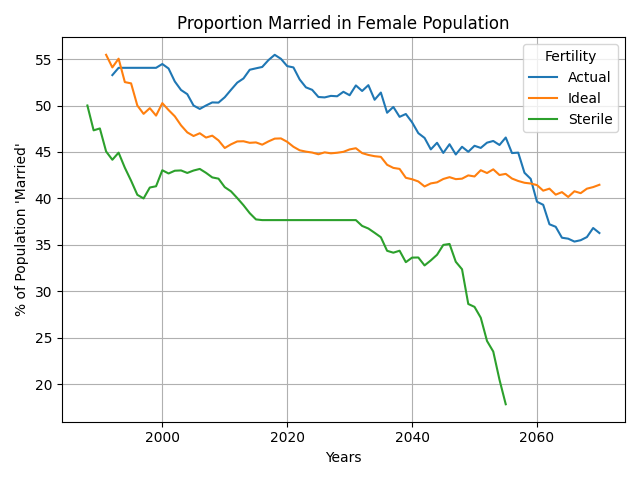 Proportion Married in Female Population
% of Population 'Married'
55
50
45
40
35
30
25
20
Fertility
Actual
Ideal
Sterile
2000 2020 2040 2060
Years